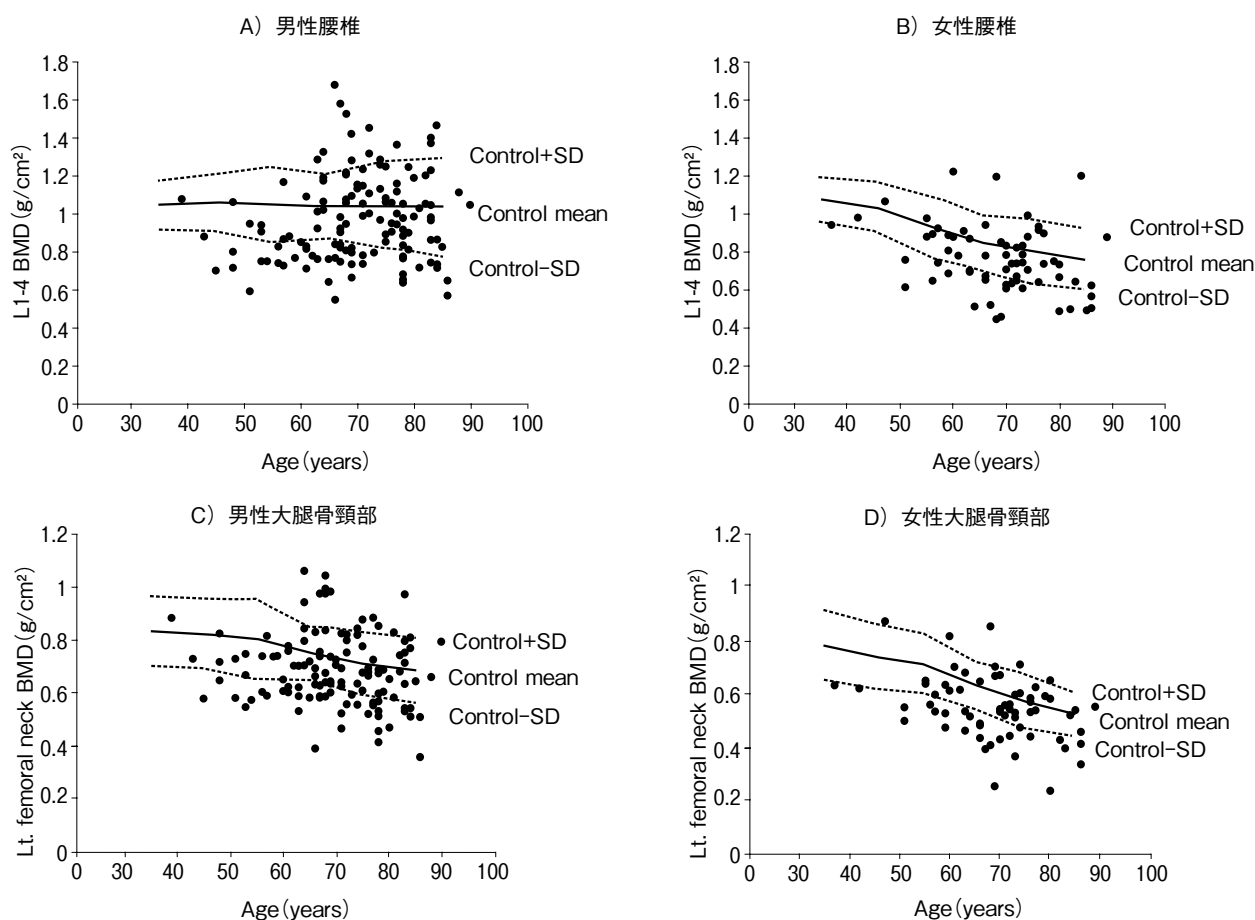 A) 男性腰椎
1.8
1.6
1.4
1.2
1
0.8
0.6
0.4
0.2
0
L1-4 BMD (g/cm²)
Control+SD
Control mean
Control−SD
0 30 40 50 60 70 80 90 100
Age (years)
B) 女性腰椎
1.8
1.6
1.4
1.2
1
0.8
0.6
0.4
0.2
0
L1-4 BMD (g/cm²)
Control+SD
Control mean
Control−SD
0 30 40 50 60 70 80 90 100
Age (years)
C) 男性大腿骨頸部
1.2
1
0.8
0.6
0.4
0.2
0
Lt. femoral neck BMD (g/cm²)
Control+SD
Control mean
Control−SD
0 30 40 50 60 70 80 90 100
Age (years)
D) 女性大腿骨頸部
1.2
1
0.8
0.6
0.4
0.2
0
Lt. femoral neck BMD (g/cm²)
Control+SD
Control mean
Control−SD
0 30 40 50 60 70 80 90 100
Age (years)